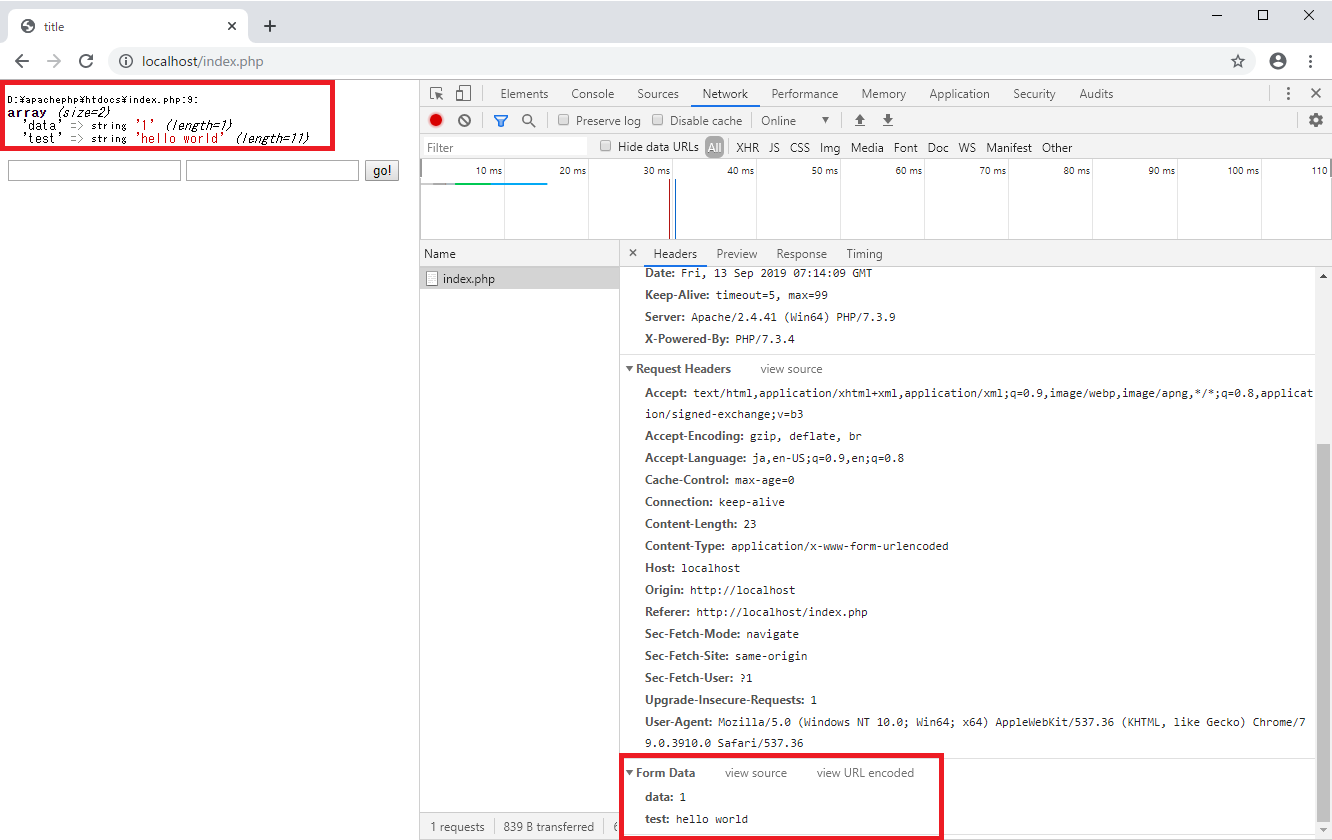 title
localhost/index.php
D:¥apachephp¥htdocs¥index.php:9:
array (size=2)
'data' => string '1' (length=1)
'test' => string 'hello world' (length=11)
go!
Elements Console Sources Network Performance Memory Application Security Audits
Preserve log Disable cache Online
Filter Hide data URLs All XHR JS CSS Img Media Font Doc WS Manifest Other
10 ms 20 ms 30 ms 40 ms 50 ms 60 ms 70 ms 80 ms 90 ms 100 ms 110
Name
index.php
1 requests 839 B transferred 6
Headers Preview Response Timing
Date: Fri, 13 Sep 2019 07:14:09 GMT
Keep-Alive: timeout=5, max=99
Server: Apache/2.4.41 (Win64) PHP/7.3.9
X-Powered-By: PHP/7.3.4
Request Headers view source
Accept: text/html,application/xhtml+xml,application/xml;q=0.9,image/webp,image/apng,*/*;q=0.8,applicat
ion/signed-exchange;v=b3
Accept-Encoding: gzip, deflate, br
Accept-Language: ja,en-US;q=0.9,en;q=0.8
Cache-Control: max-age=0
Connection: keep-alive
Content-Length: 23
Content-Type: application/x-www-form-urlencoded
Host: localhost
Origin: http://localhost
Referer: http://localhost/index.php
Sec-Fetch-Mode: navigate
Sec-Fetch-Site: same-origin
Sec-Fetch-User: ?1
Upgrade-Insecure-Requests: 1
User-Agent: Mozilla/5.0 (Windows NT 10.0; Win64; x64) AppleWebKit/537.36 (KHTML, like Gecko) Chrome/7
9.0.3910.0 Safari/537.36
Form Data view source view URL encoded
data: 1
test: hello world